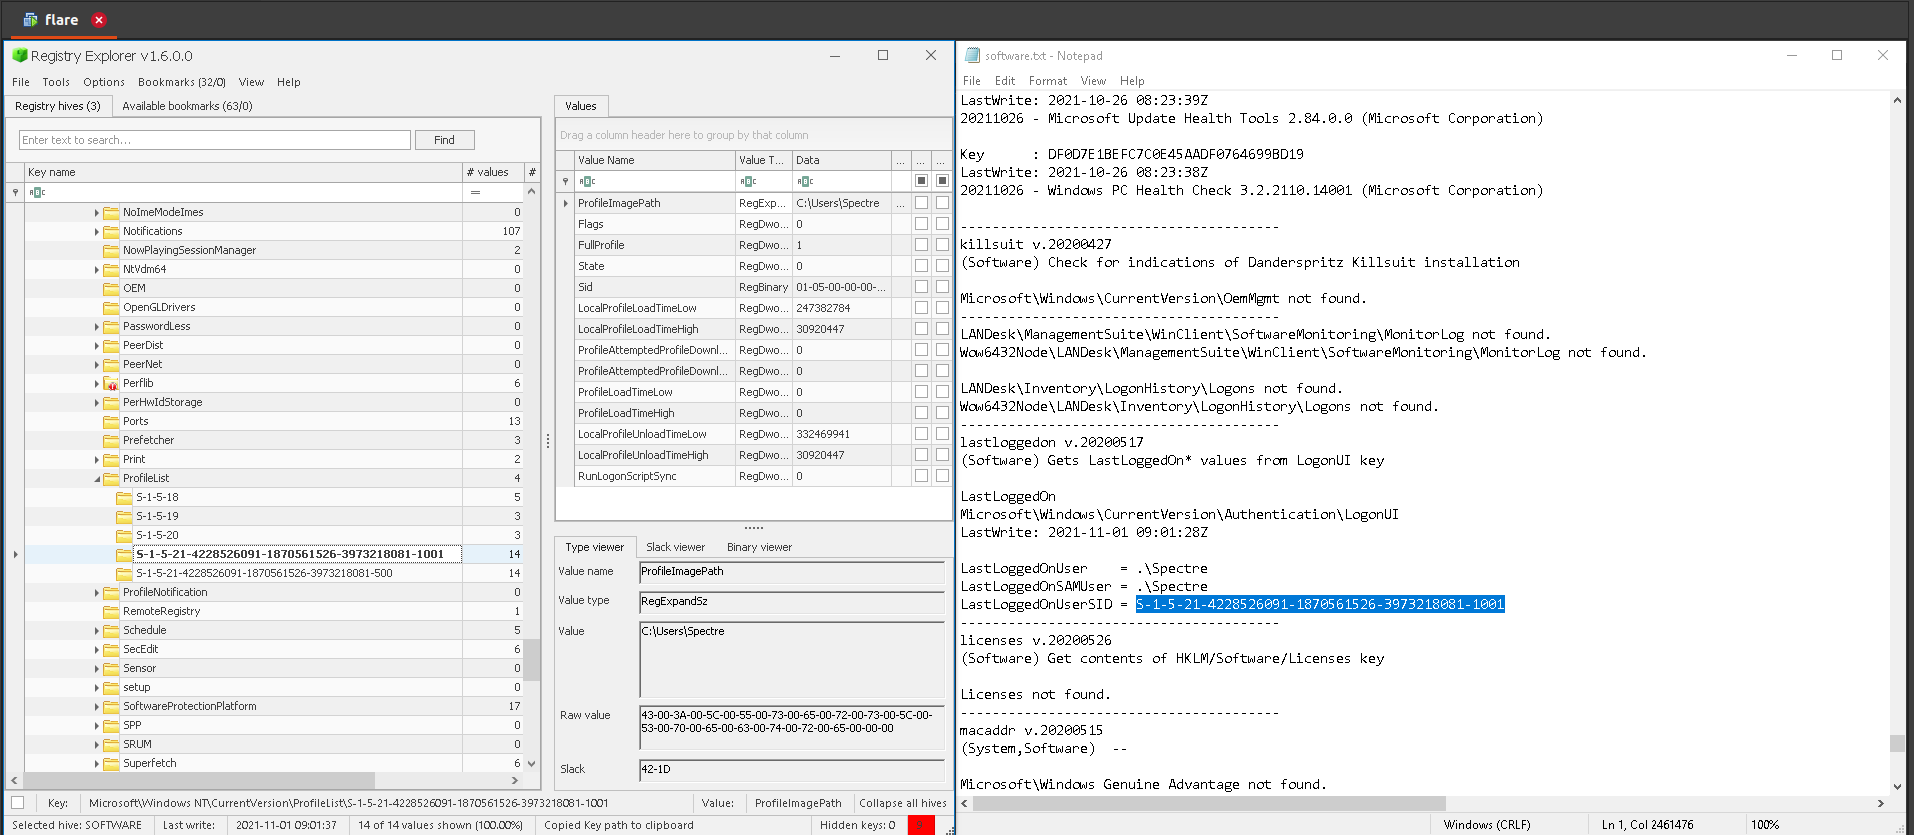 flare
Registry Explorer v1.6.0.0
File Tools Options Bookmarks (32/0) View Help
Registry hives (3) Available bookmarks (63/0)
Enter text to search... Find
Key name # values #
=
NoImeModeImes 0
Notifications 107
NowPlayingSessionManager 2
NtVdm64 0
OEM 0
OpenGLDrivers 0
PasswordLess 0
PeerDist 0
PeerNet 0
Perflib 6
PerHwIdStorage 0
Ports 13
Prefetcher 3
Print 2
ProfileList 4
S-1-5-18 5
S-1-5-19 3
S-1-5-20 3
S-1-5-21-4228526091-1870561526-3973218081-1001 14
S-1-5-21-4228526091-1870561526-3973218081-500 14
ProfileNotification 0
RemoteRegistry 1
Schedule 5
SecEdit 6
Sensor 0
setup 0
SoftwareProtectionPlatform 17
SPP 0
SRUM 0
Superfetch 6
Values
Drag a column header here to group by that column
Value Name Value T... Data ... ... ...
ProfileImagePath RegExp... C:\Users\Spectre ...
Flags RegDwo... 0
FullProfile RegDwo... 1
State RegDwo... 0
Sid RegBinary 01-05-00-00-00-...
LocalProfileLoadTimeLow RegDwo... 247382784
LocalProfileLoadTimeHigh RegDwo... 30920447
ProfileAttemptedProfileDownl... RegDwo... 0
ProfileAttemptedProfileDownl... RegDwo... 0
ProfileLoadTimeLow RegDwo... 0
ProfileLoadTimeHigh RegDwo... 0
LocalProfileUnloadTimeLow RegDwo... 332469941
LocalProfileUnloadTimeHigh RegDwo... 30920447
RunLogonScriptSync RegDwo... 0
Type viewer Slack viewer Binary viewer
Value name ProfileImagePath
Value type RegExpandSz
Value C:\Users\Spectre
Raw value 43-00-3A-00-5C-00-55-00-73-00-65-00-72-00-73-00-5C-00-
53-00-70-00-65-00-63-00-74-00-72-00-65-00-00-00
Slack 42-1D
Key: Microsoft\Windows NT\CurrentVersion\ProfileList\S-1-5-21-4228526091-1870561526-3973218081-1001 Value: ProfileImagePath Collapse all hives
Selected hive: SOFTWARE Last write: 2021-11-01 09:01:37 14 of 14 values shown (100.00%) Copied Key path to clipboard Hidden keys: 0
software.txt - Notepad
File Edit Format View Help
LastWrite: 2021-10-26 08:23:39Z
20211026 - Microsoft Update Health Tools 2.84.0.0 (Microsoft Corporation)
Key : DF0D7E1BEFC7C0E45AADF0764699BD19
LastWrite: 2021-10-26 08:23:38Z
20211026 - Windows PC Health Check 3.2.2110.14001 (Microsoft Corporation)
----------------------------------------
killsuit v.20200427
(Software) Check for indications of Danderspritz Killsuit installation
Microsoft\Windows\CurrentVersion\OemMgmt not found.
----------------------------------------
LANDesk\ManagementSuite\WinClient\SoftwareMonitoring\MonitorLog not found.
Wow6432Node\LANDesk\ManagementSuite\WinClient\SoftwareMonitoring\MonitorLog not found.
LANDesk\Inventory\LogonHistory\Logons not found.
Wow6432Node\LANDesk\Inventory\LogonHistory\Logons not found.
----------------------------------------
lastloggedon v.20200517
(Software) Gets LastLoggedOn* values from LogonUI key
LastLoggedOn
Microsoft\Windows\CurrentVersion\Authentication\LogonUI
LastWrite: 2021-11-01 09:01:28Z
LastLoggedOnUser = .\Spectre
LastLoggedOnSAMUser = .\Spectre
LastLoggedOnUserSID = S-1-5-21-4228526091-1870561526-3973218081-1001
----------------------------------------
licenses v.20200526
(Software) Get contents of HKLM/Software/Licenses key
Licenses not found.
----------------------------------------
macaddr v.20200515
(System,Software) --
Microsoft\Windows Genuine Advantage not found.
Windows (CRLF) Ln 1, Col 2461476 100%